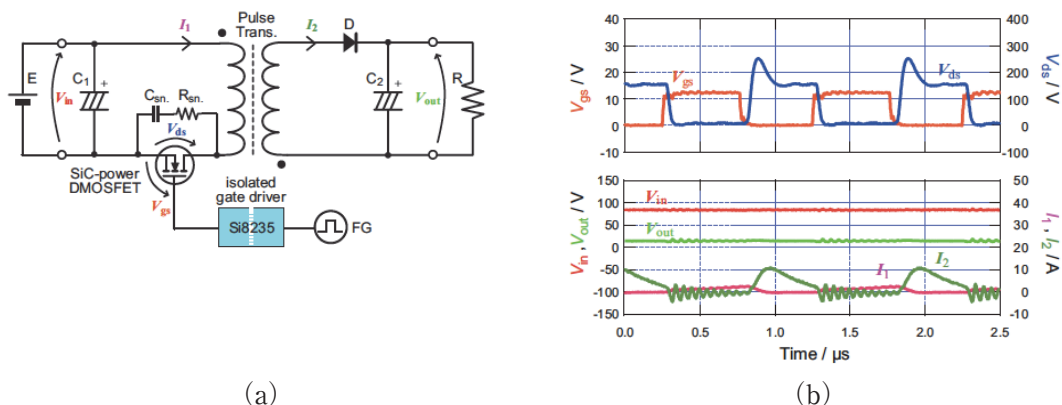 Pulse
Trans.
I1
I2
D
E
Vin
C1
+
Csn.
Rsn.
Vds
C2
+
Vout
R
SiC-power
DMOSFET
Vgs
isolated
gate driver
Si8235
FG
(a)
Vgs / V
40
30
20
10
0
-10
Vgs
Vds
400
300
200
100
0
-100
Vds / V
Vin , Vout / V
150
100
50
0
-50
-100
-150
Vin
Vout
I1
I2
50
40
30
20
10
0
-10
I1 , I2 / A
0.0
0.5
1.0
1.5
2.0
2.5
Time / µs
(b)